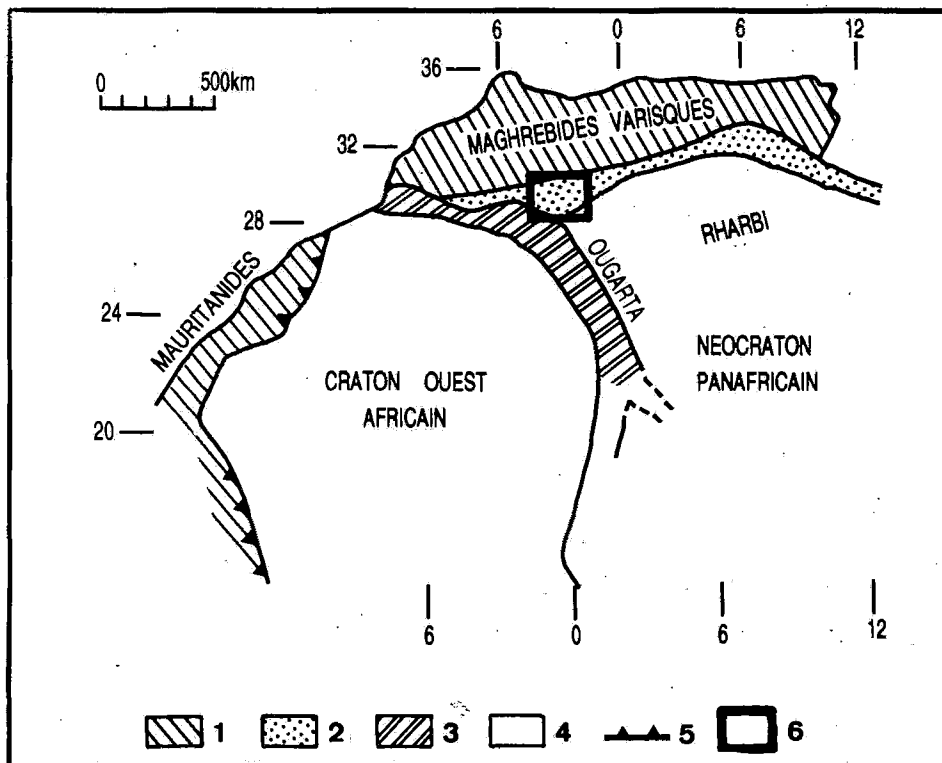 6 0 6 12
0 500km
36
MAGHREBIDES VARISQUES
32
28
RHARBI
OUGARTA
MAURITANIDES
24
NEOCRATON
PANAFRICAIN
CRATON OUEST
AFRICAIN
20
6 0 6 12
1 2 3 4 5 6